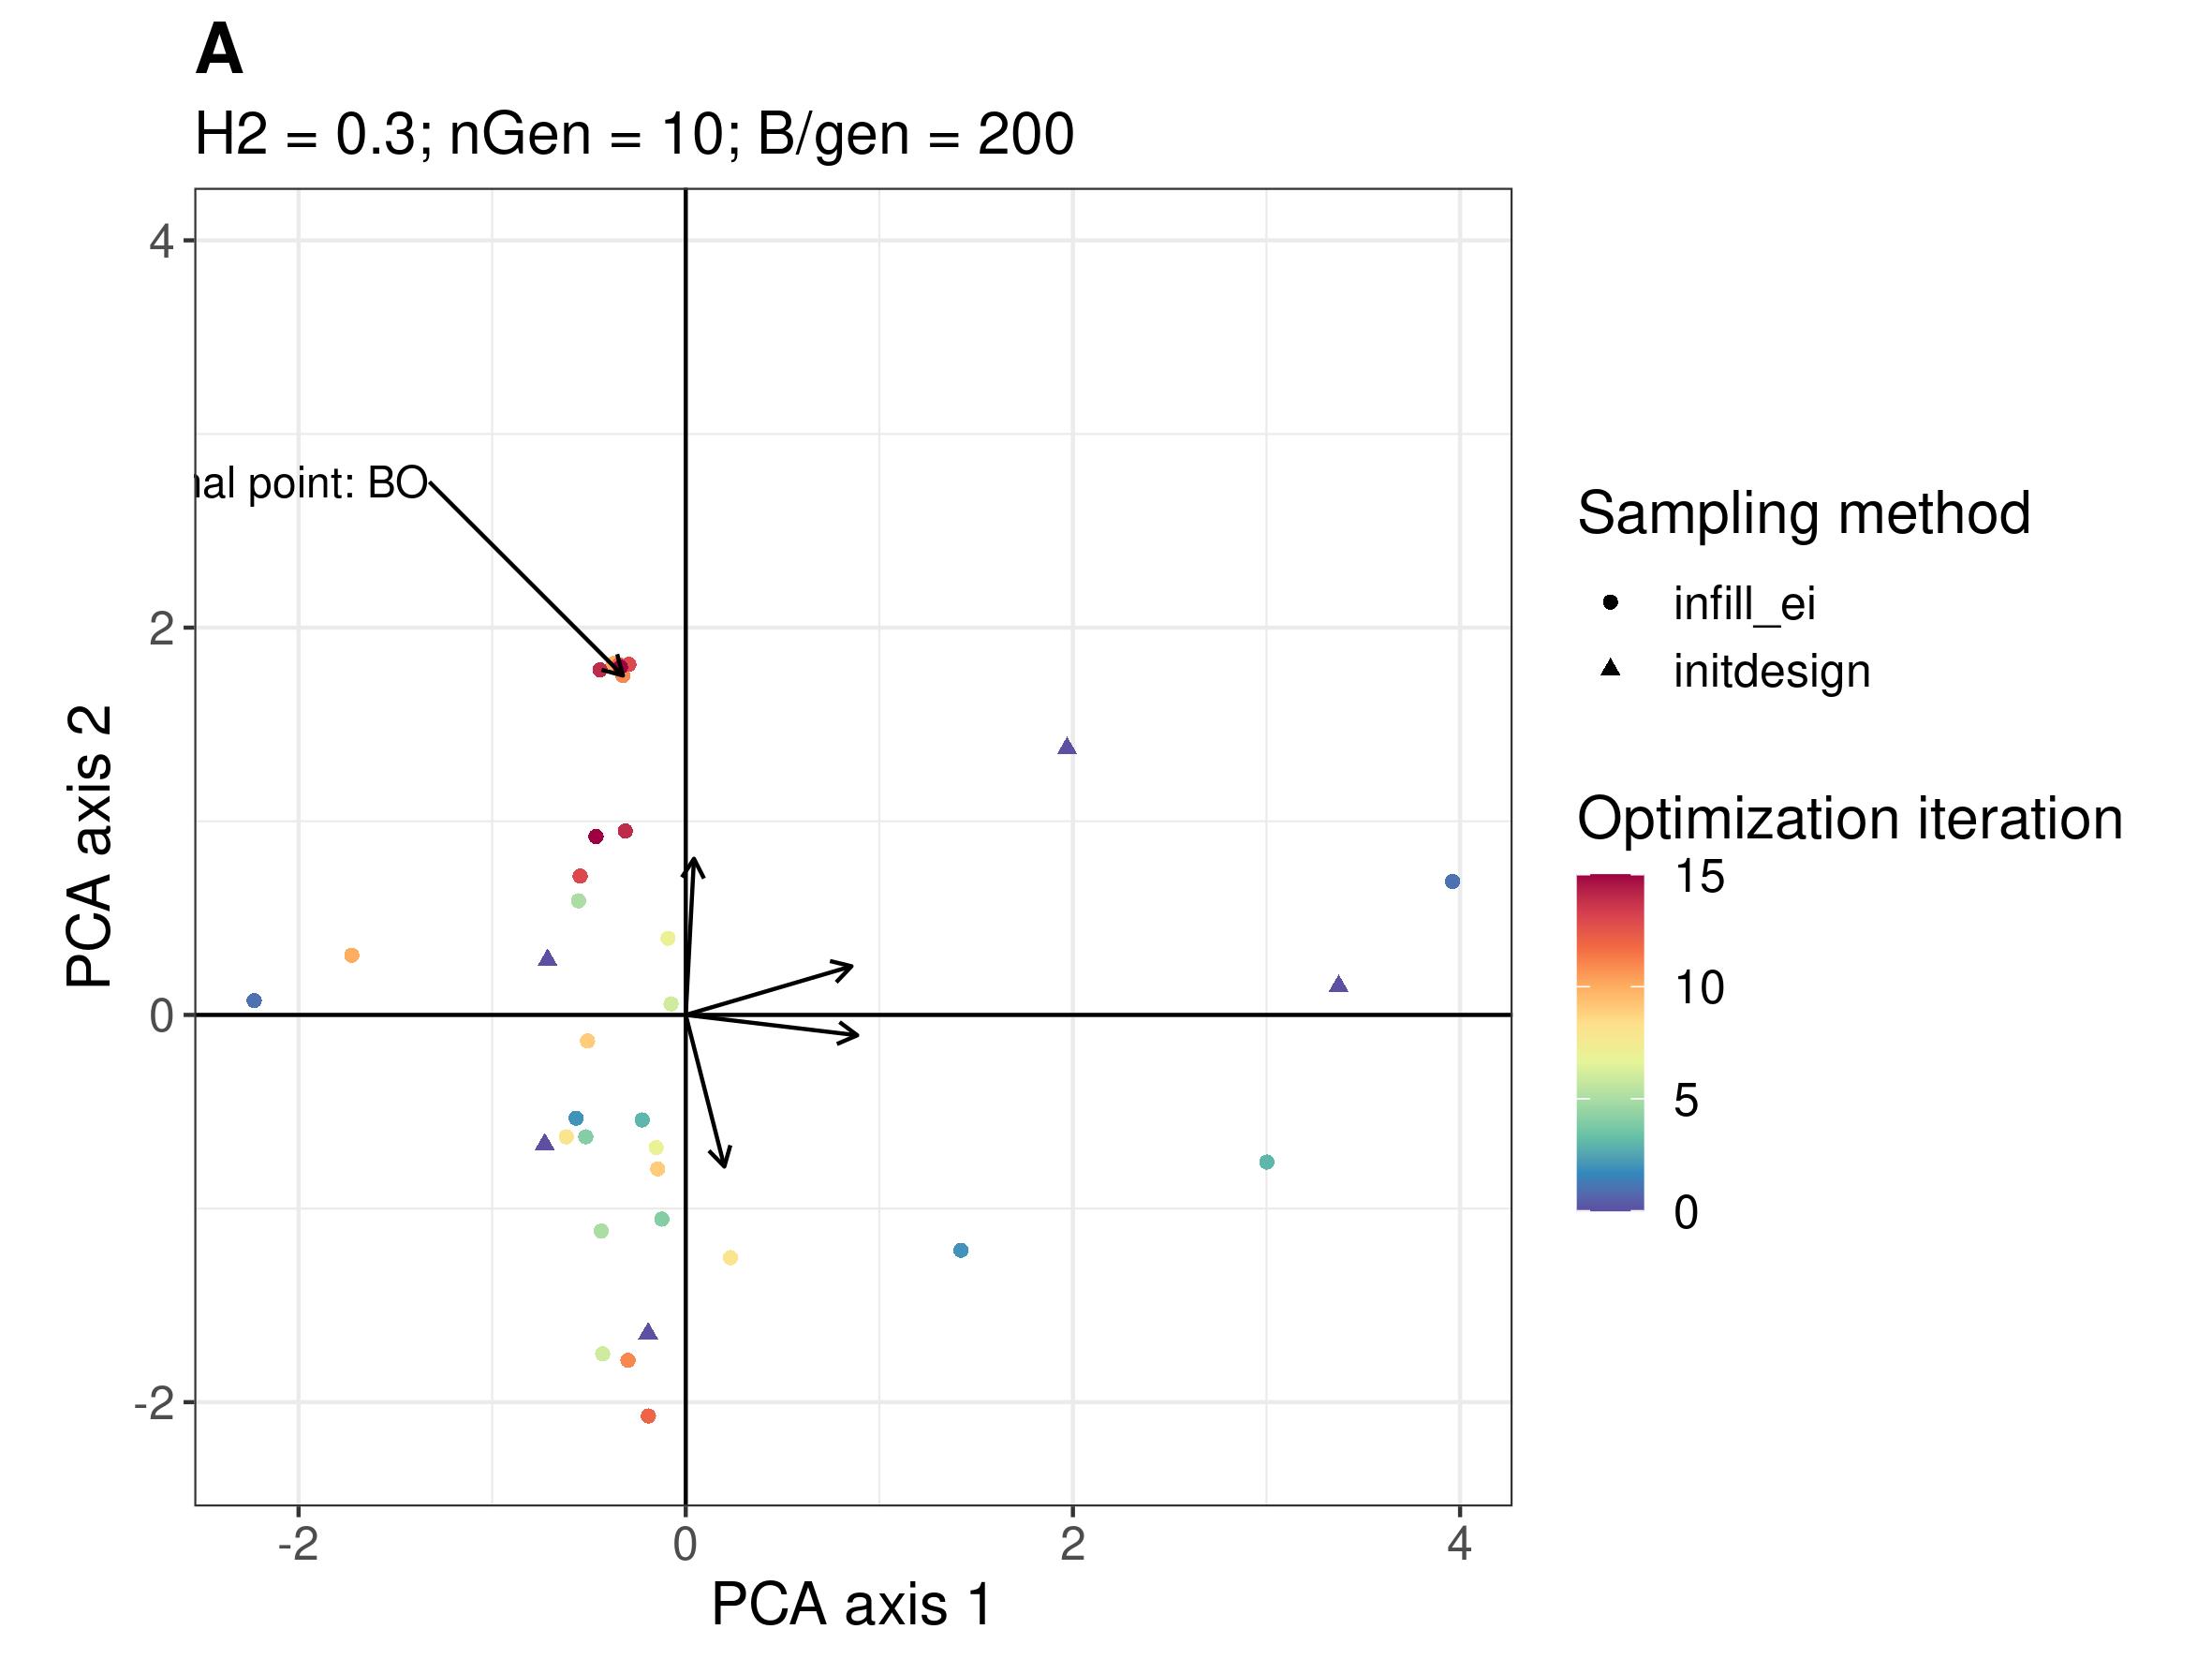 A
H2 = 0.3; nGen = 10; B/gen = 200
4
2
0
-2
point: BO
-2
0
2
4
PCA axis 1
PCA axis 2
Sampling method
infill_ei
initdesign
Optimization iteration
15
10
5
0